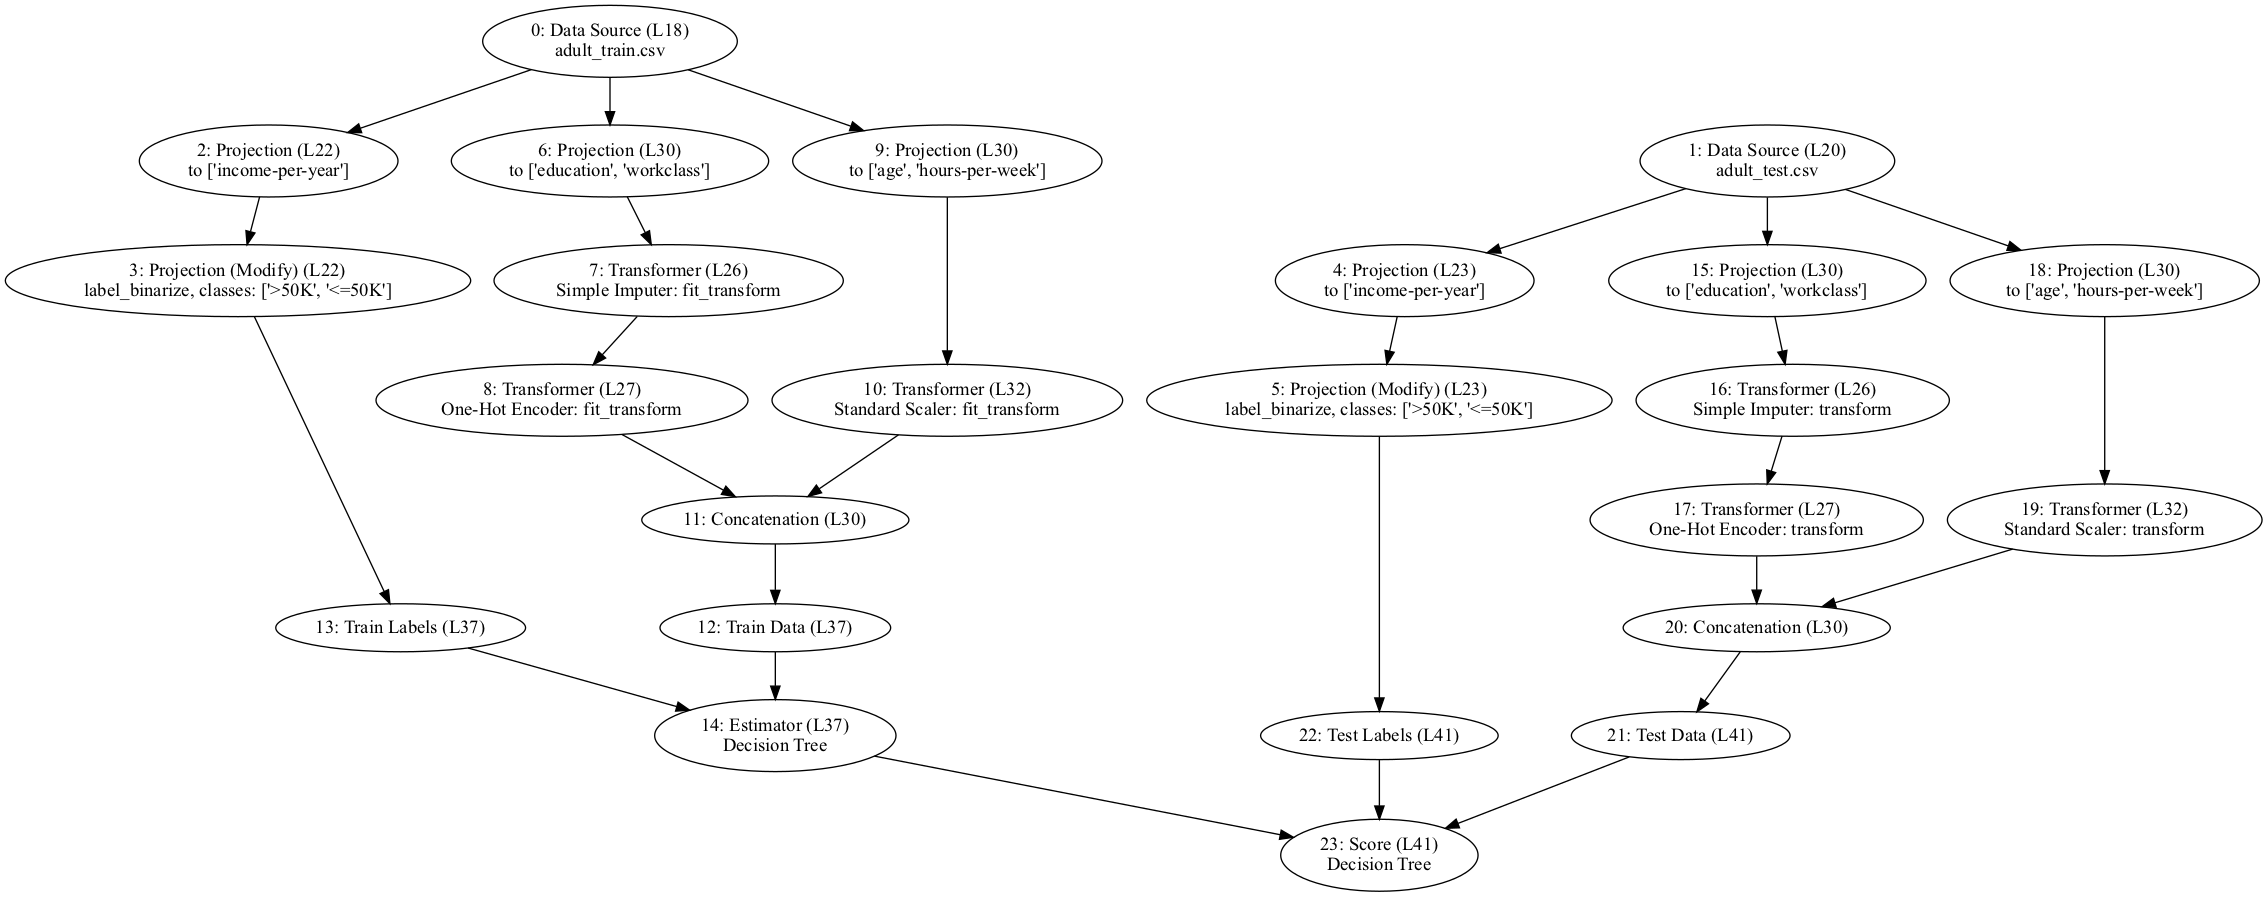 0: Data Source (L18)
adult_train.csv
2: Projection (L22)
to ['income-per-year']
6: Projection (L30)
to ['education', 'workclass']
9: Projection (L30)
to ['age', 'hours-per-week']
1: Data Source (L20)
adult_test.csv
3: Projection (Modify) (L22)
label_binarize, classes: ['>50K', '<=50K']
7: Transformer (L26)
Simple Imputer: fit_transform
4: Projection (L23)
to ['income-per-year']
15: Projection (L30)
to ['education', 'workclass']
18: Projection (L30)
to ['age', 'hours-per-week']
8: Transformer (L27)
One-Hot Encoder: fit_transform
10: Transformer (L32)
Standard Scaler: fit_transform
5: Projection (Modify) (L23)
label_binarize, classes: ['>50K', '<=50K']
16: Transformer (L26)
Simple Imputer: transform
11: Concatenation (L30)
17: Transformer (L27)
One-Hot Encoder: transform
19: Transformer (L32)
Standard Scaler: transform
13: Train Labels (L37)
12: Train Data (L37)
20: Concatenation (L30)
14: Estimator (L37)
Decision Tree
22: Test Labels (L41)
21: Test Data (L41)
23: Score (L41)
Decision Tree